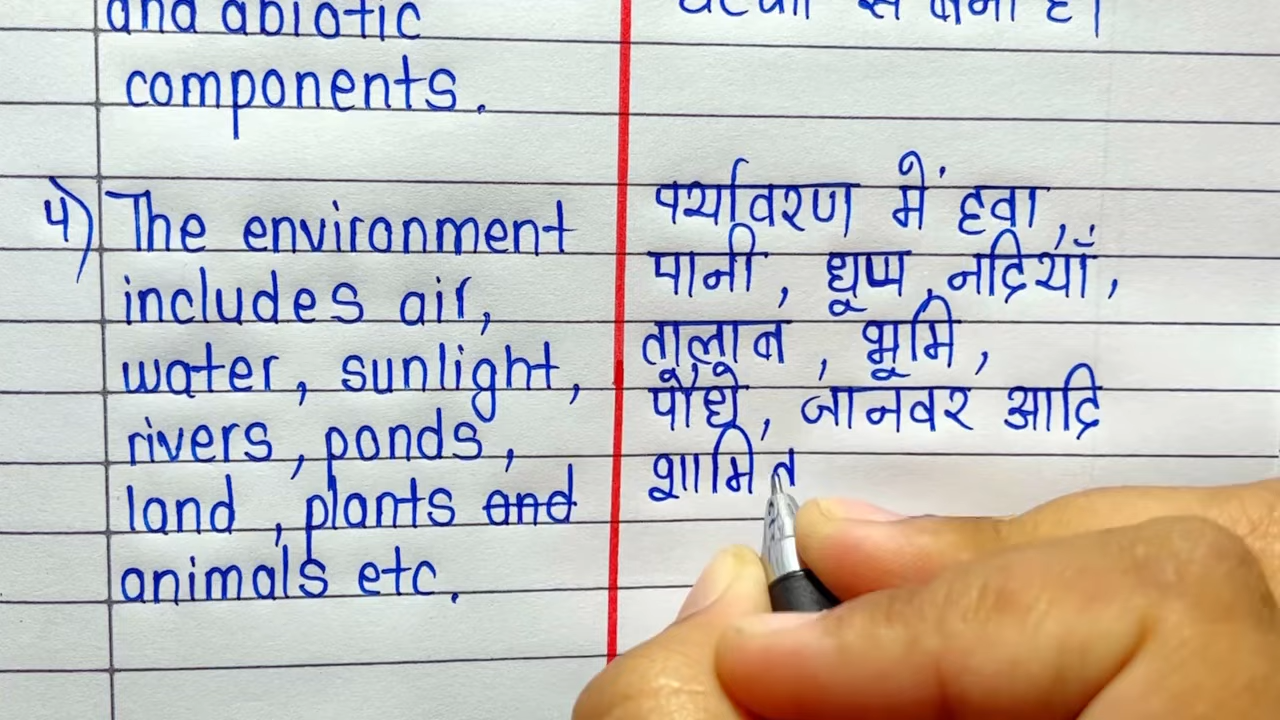 and abiotic
components.
4) The environment
includes air,
water, sunlight,
rivers, ponds,
land, plants and
animals etc.
से बना है।
पर्यावरण में हवा,
पानी, धूप, नदियाँ,
तालाब, भूमि,
पौधे, जानवर आदि
शामि